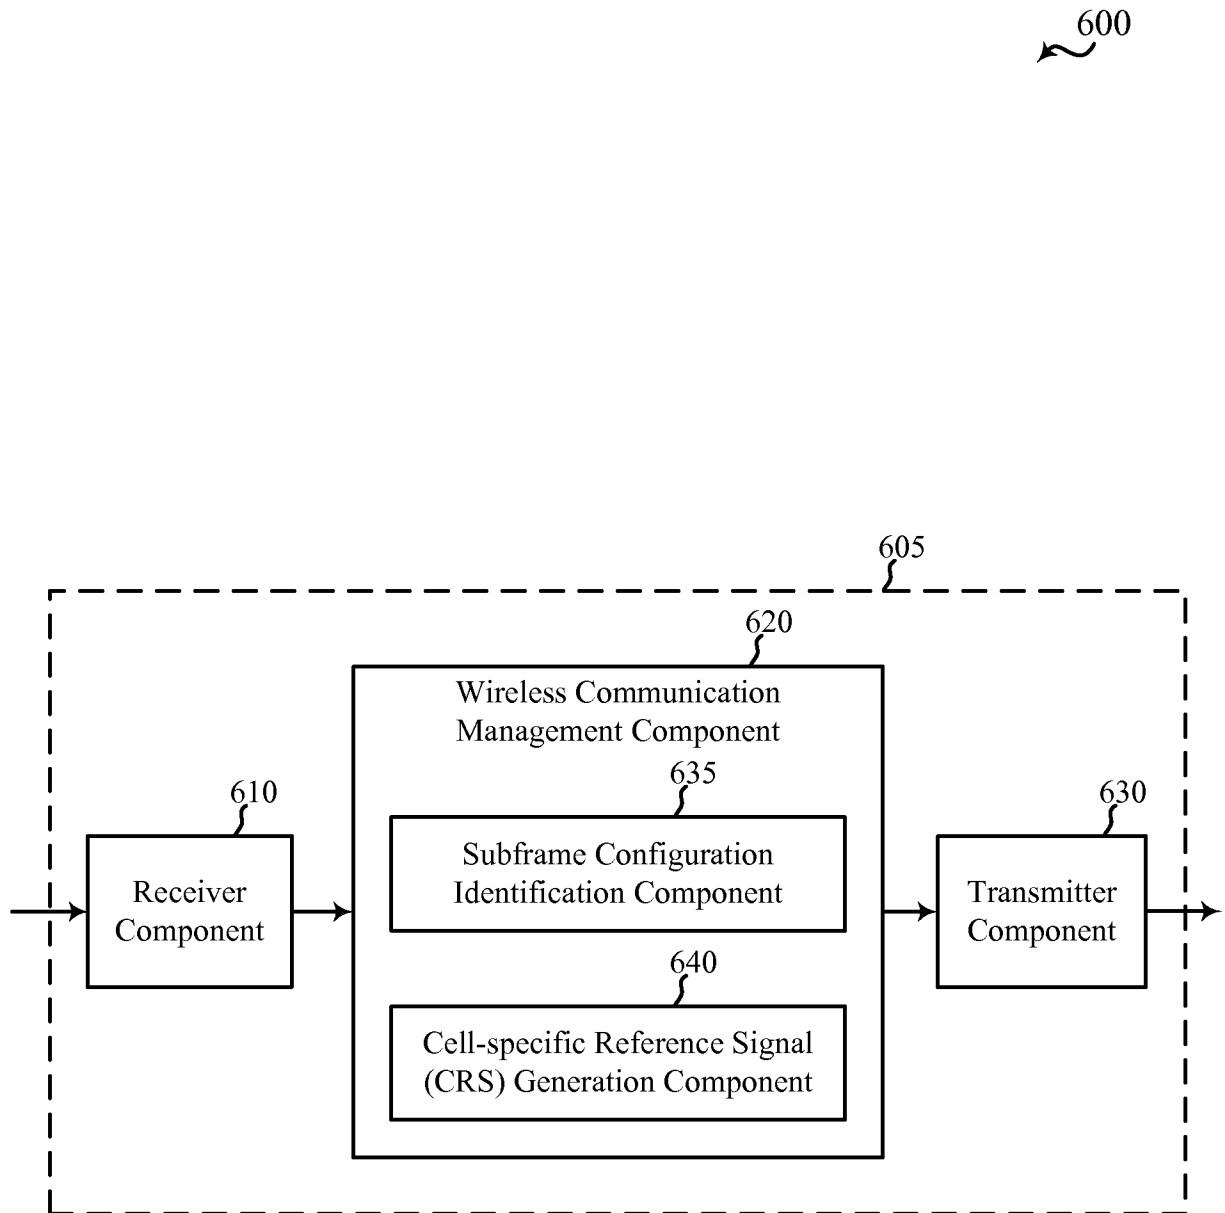 600
605
620
Wireless Communication
Management Component
635
610
630
Subframe Configuration
Identification Component
Receiver
Component
Transmitter
Component
640
Cell-specific Reference Signal
(CRS) Generation Component